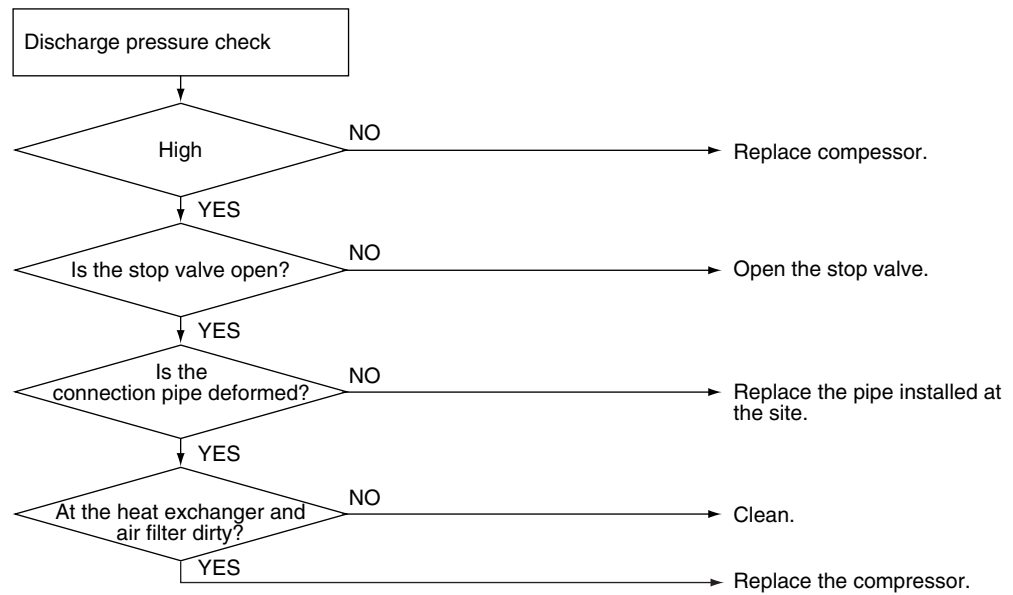 Discharge pressure check
High
NO
Replace compessor.
YES
Is the stop valve open?
NO
Open the stop valve.
YES
Is the
connection pipe deformed?
NO
Replace the pipe installed at
the site.
YES
At the heat exchanger and
air filter dirty?
NO
Clean.
YES
Replace the compressor.